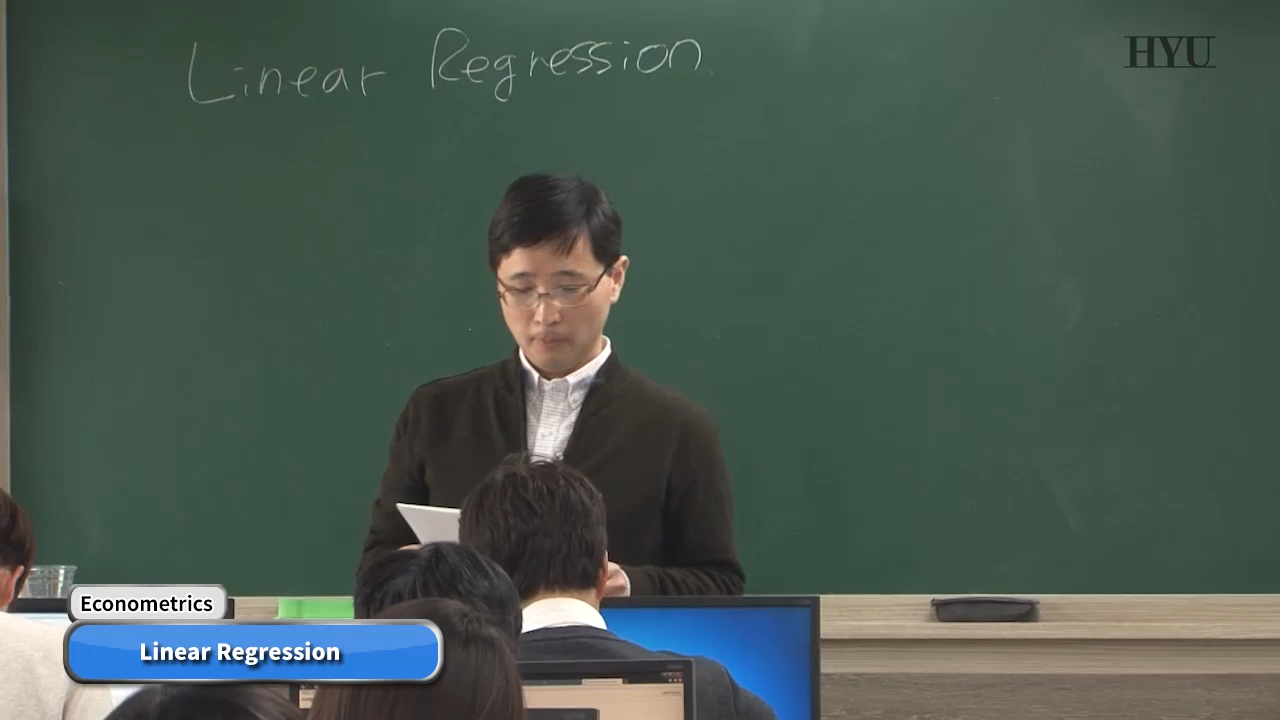 Linear Regression.
HYU
Econometrics
Linear Regression